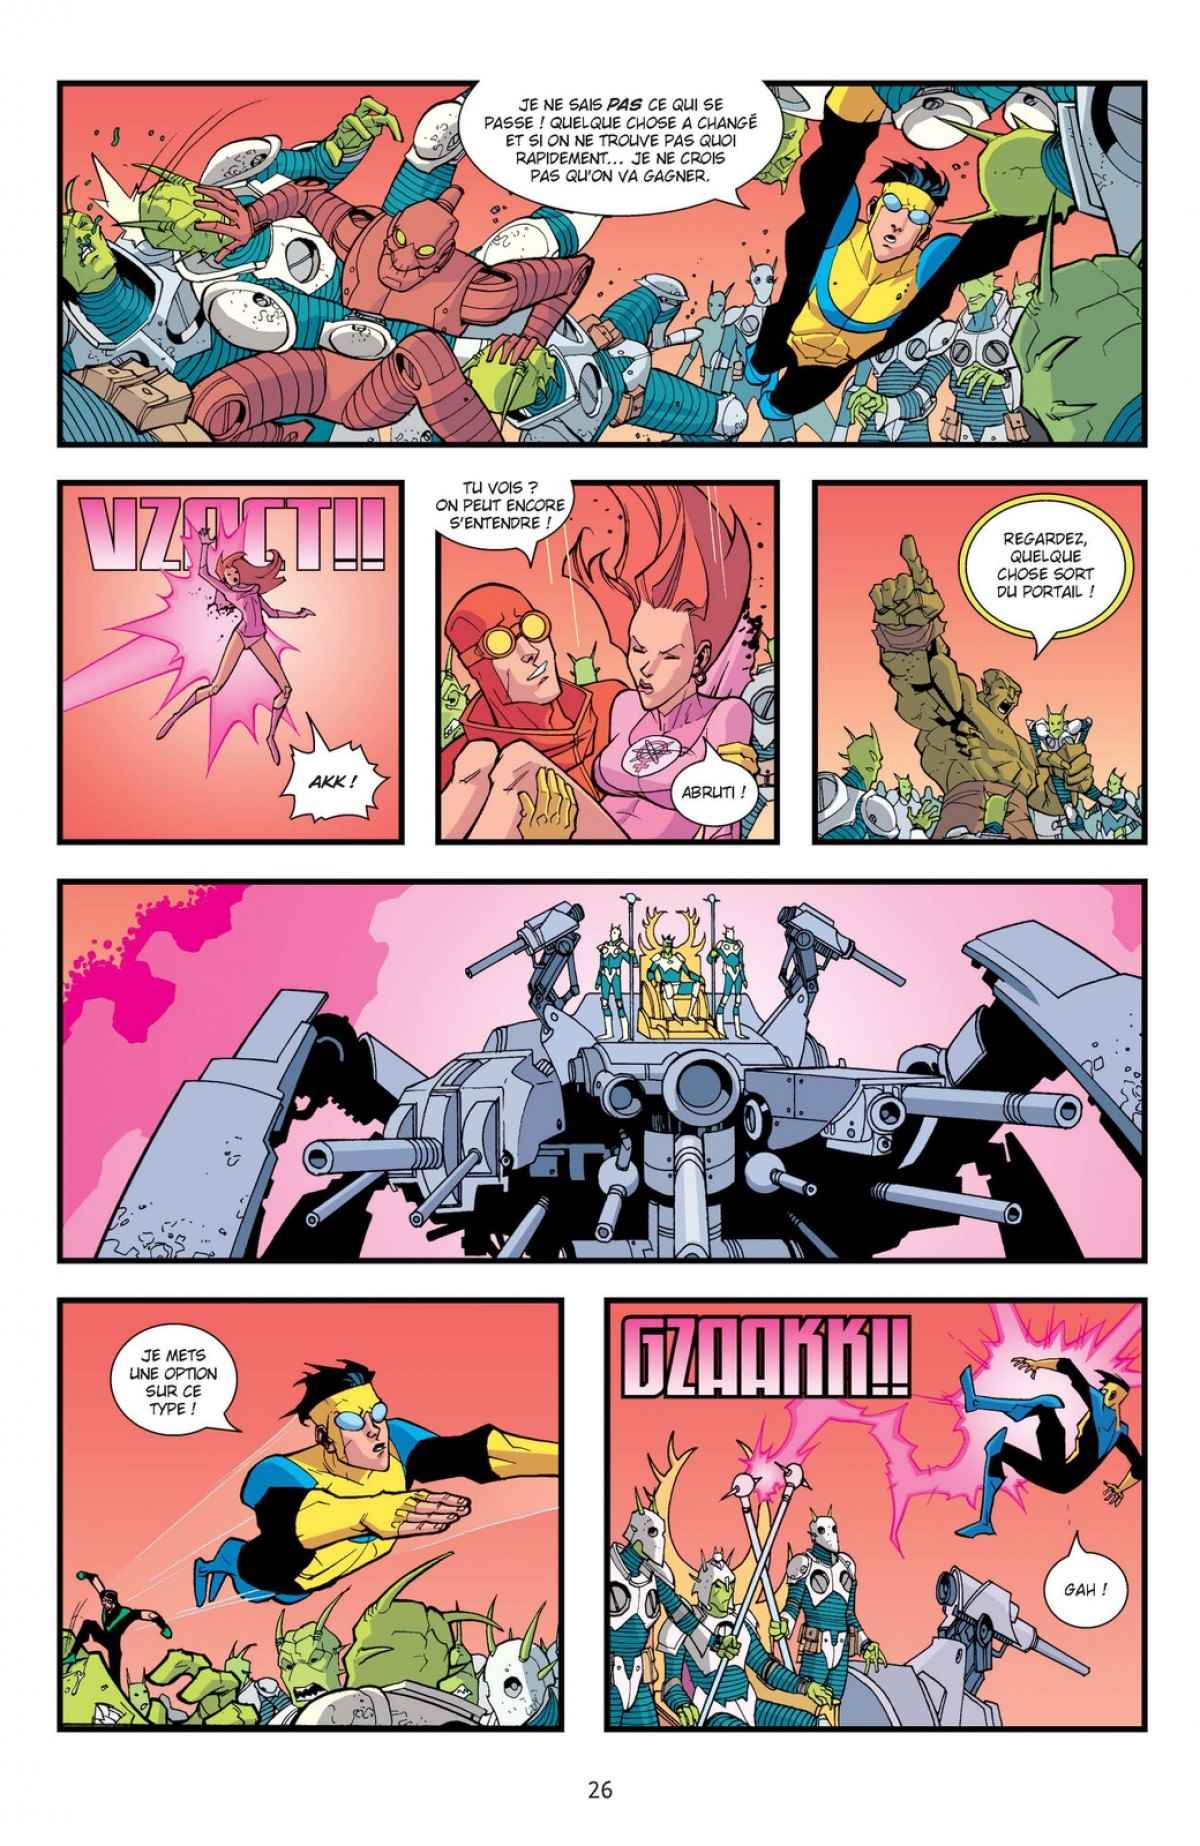 JE NE SAIS PAS CE QUI SE
PASSE ! QUELQUE CHOSE A CHANGÉ
ET SI ON NE TROUVE PAS QUOI
RAPIDEMENT... JE NE CROIS
PAS QU'ON VA GAGNER.
VZACT!!
AKK !
TU VOIS ?
ON PEUT ENCORE
S'ENTENDRE !
ABRUTI !
REGARDEZ,
QUELQUE
CHOSE SORT
DU PORTAIL !
JE METS
UNE OPTION
SUR CE
TYPE !
GZAAKK!!
GAH !
26